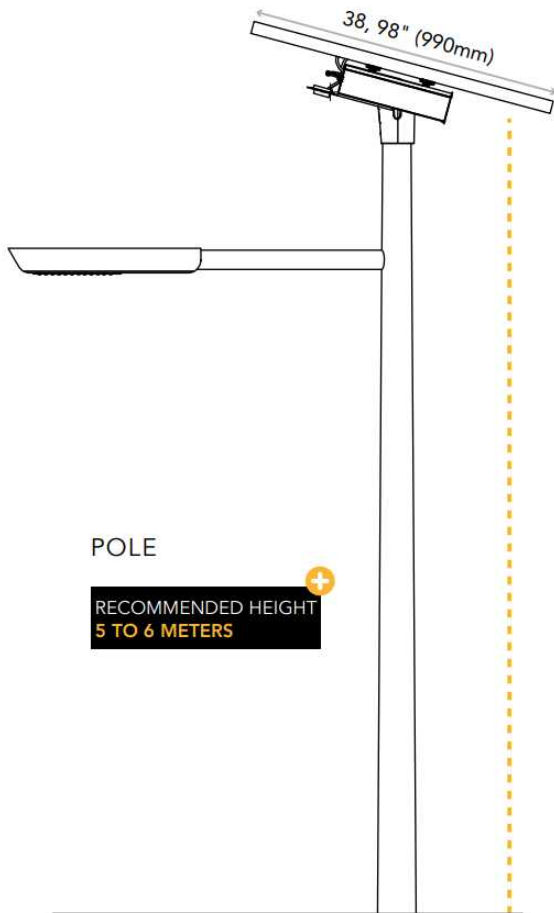 38, 98" (990mm)
POLE
RECOMMENDED HEIGHT
5 TO 6 METERS